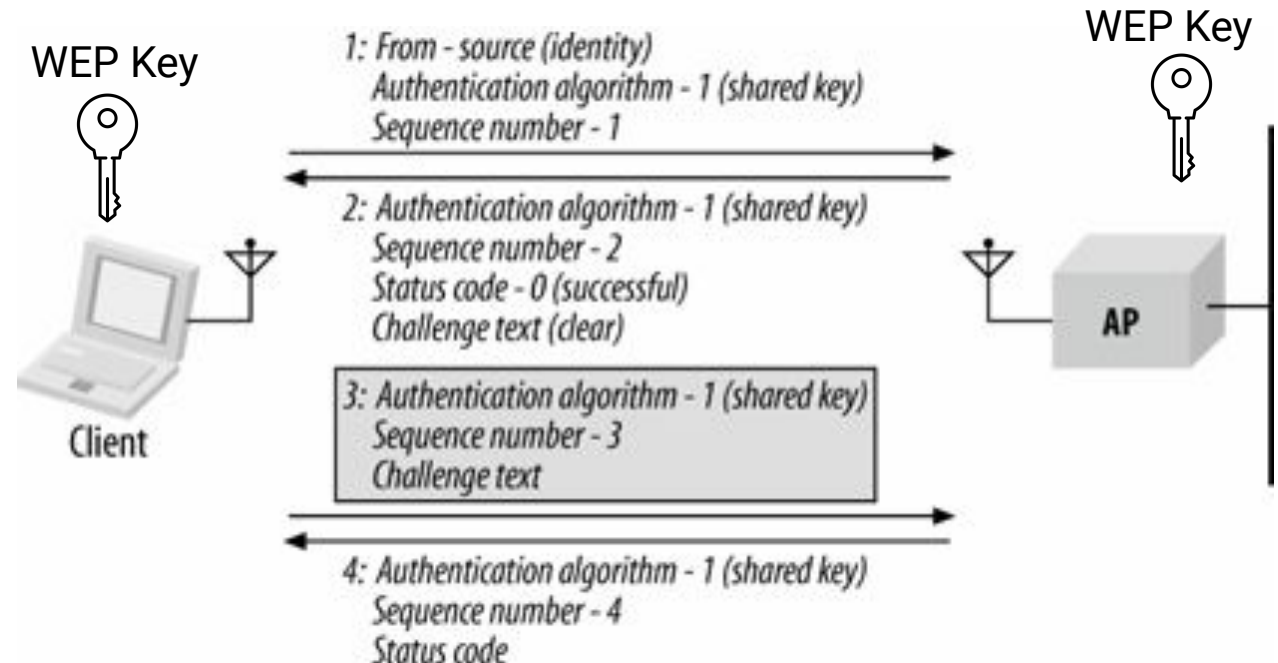 WEP Key
WEP Key
1: From - source (identity)
Authentication algorithm - 1 (shared key)
Sequence number - 1
2: Authentication algorithm - 1 (shared key)
Sequence number - 2
Status code - 0 (successful)
Challenge text (clear)
AP
3: Authentication algorithm - 1 (shared key)
Sequence number - 3
Challenge text
Client
4: Authentication algorithm - 1 (shared key)
Sequence number - 4
Status code